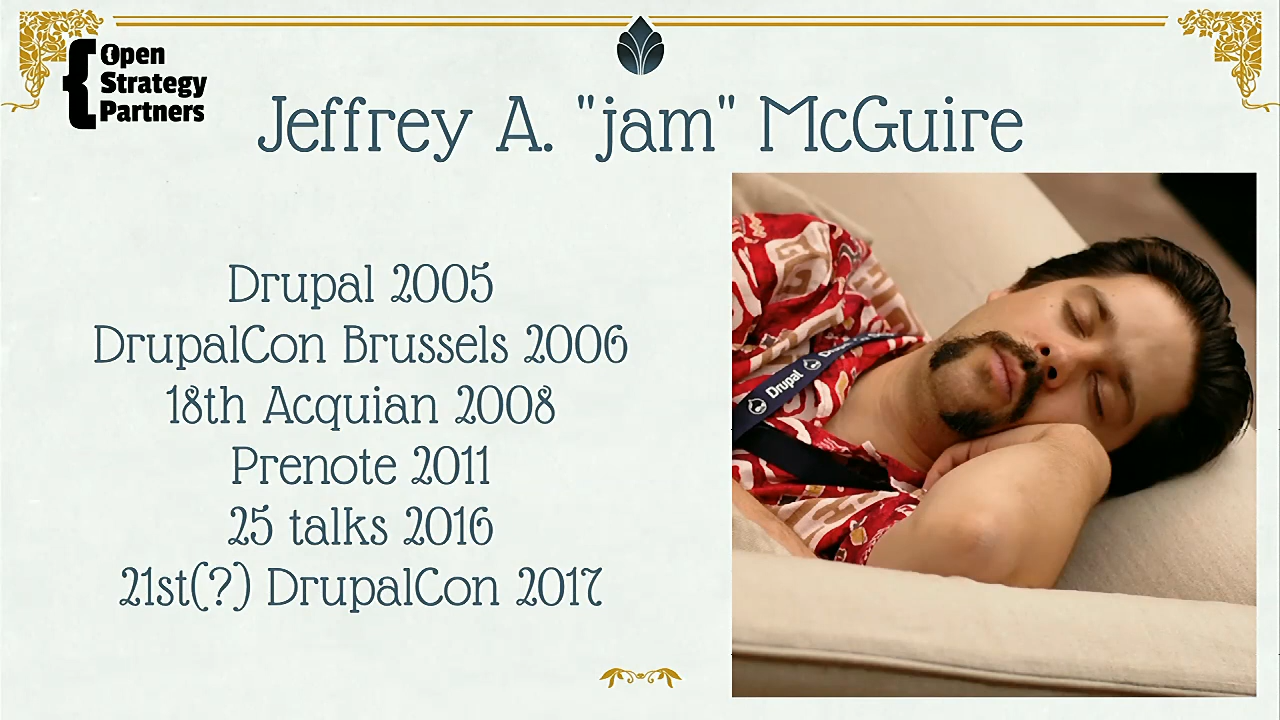 Open
Strategy
Partners
Jeffrey A. "jam" McGuire
Drupal 2005
DrupalCon Brussels 2006
18th Acquian 2008
Prenote 2011
25 talks 2016
21st(?) DrupalCon 2017
Drupal